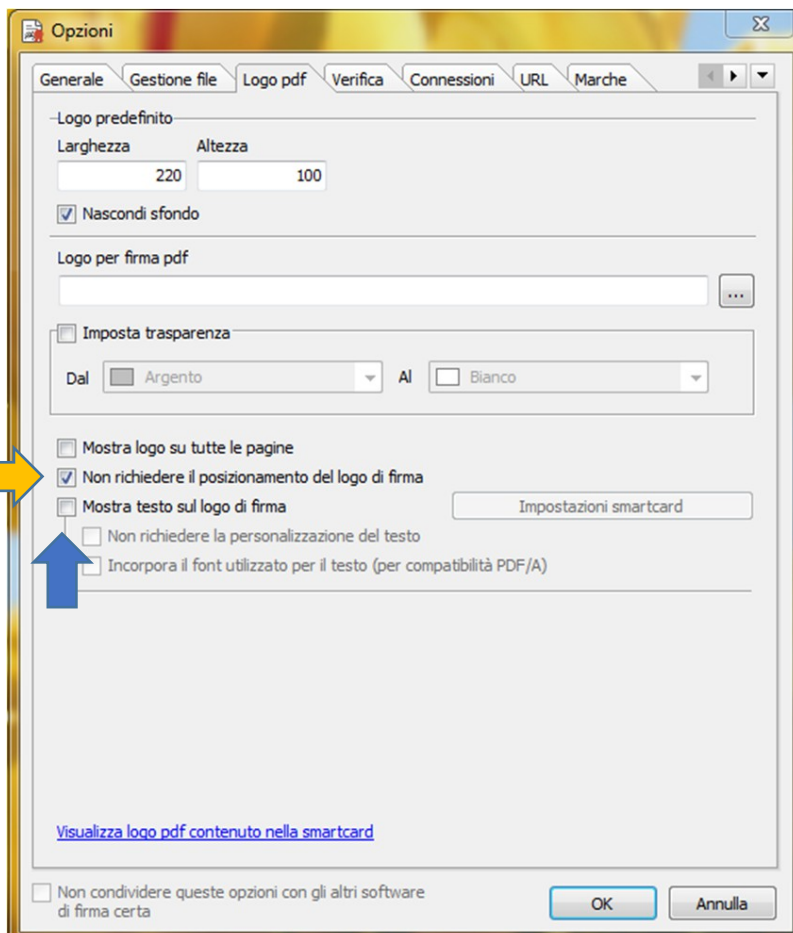 Opzioni
Generale Gestione file Logo pdf Verifica Connessioni URL Marche
Logo predefinito
Larghezza Altezza
220 100
Nascondi sfondo
Logo per firma pdf
...
Imposta trasparenza
Dal Argento Al Bianco
Mostra logo su tutte le pagine
Non richiedere il posizionamento del logo di firma
Mostra testo sul logo di firma Impostazioni smartcard
Non richiedere la personalizzazione del testo
Incorpora il font utilizzato per il testo (per compatibilità PDF/A)
Visualizza logo pdf contenuto nella smartcard
Non condividere queste opzioni con gli altri software
di firma certa
OK Annulla